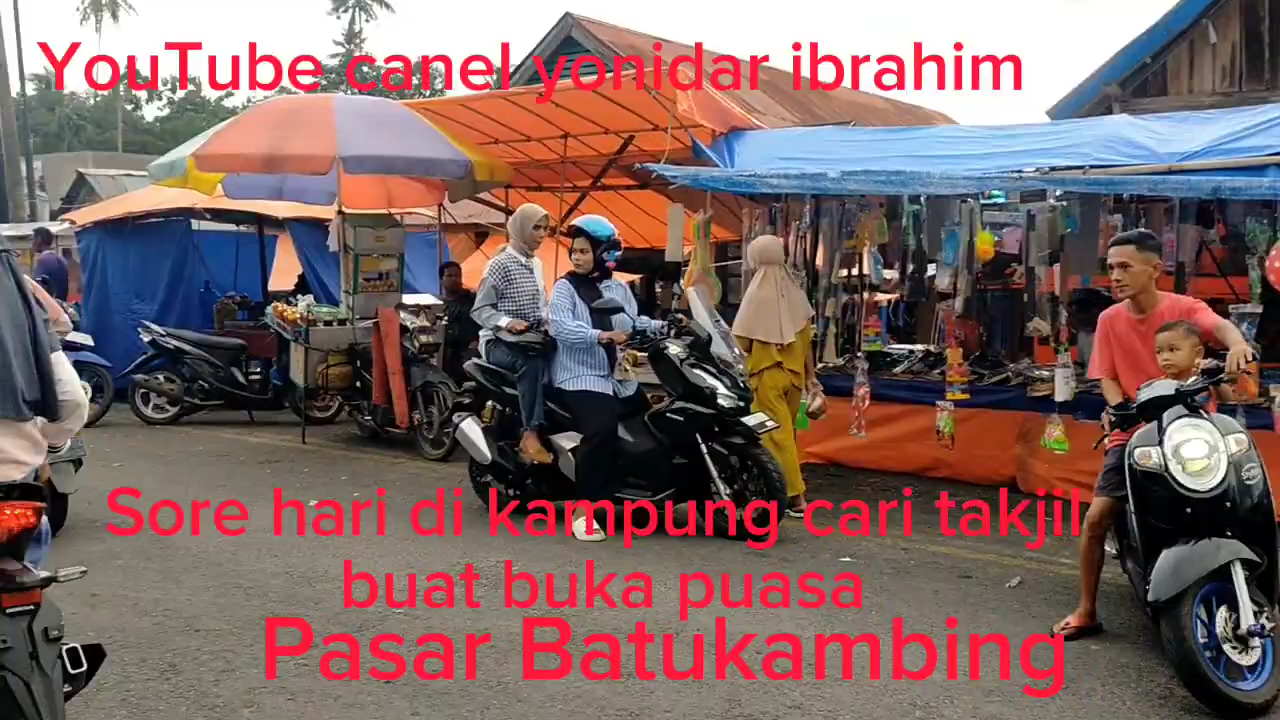 YouTube canel yonidar ibrahim
Sore hari di kampung cari takjil
buat buka puasa
Pasar Batukambing